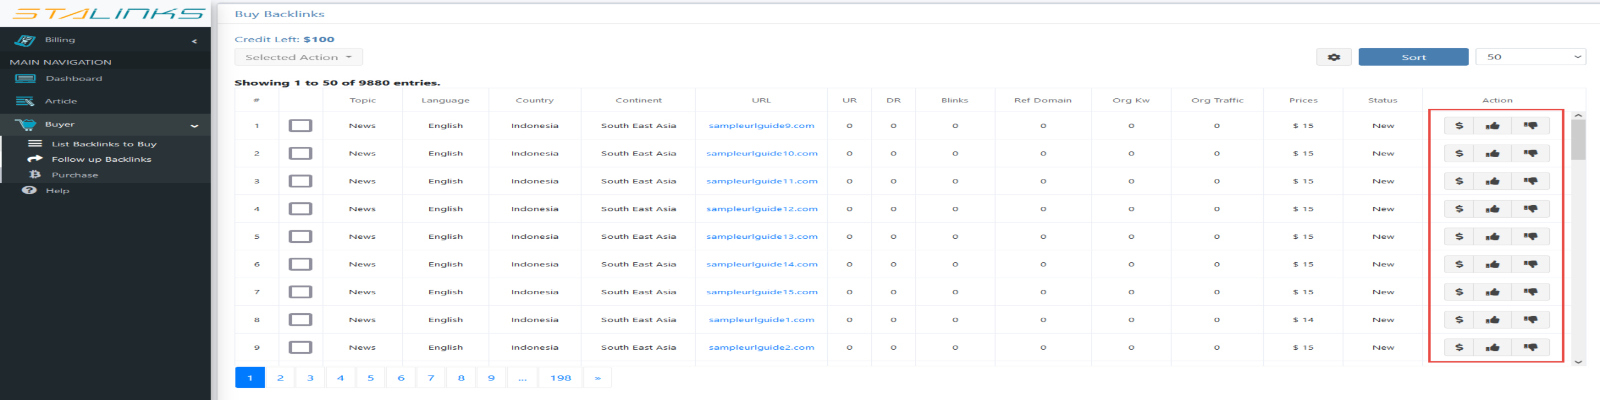 STALINKS
Billing
MAIN NAVIGATION
Dashboard
Article
Buyer
List Backlinks to Buy
Follow up Backlinks
Purchase
Help
Buy Backlinks
Credit Left: $100
Selected Action
Sort
50
Showing 1 to 50 of 9880 entries.
# Topic Language Country Continent URL UR DR Blinks Ref Domain Org Kw Org Traffic Prices Status Action
1 News English Indonesia South East Asia sampleurlguide9.com 0 0 0 0 0 0 $ 15 New $
2 News English Indonesia South East Asia sampleurlguide10.com 0 0 0 0 0 0 $ 15 New $
3 News English Indonesia South East Asia sampleurlguide11.com 0 0 0 0 0 0 $ 15 New $
4 News English Indonesia South East Asia sampleurlguide12.com 0 0 0 0 0 0 $ 15 New $
5 News English Indonesia South East Asia sampleurlguide13.com 0 0 0 0 0 0 $ 15 New $
6 News English Indonesia South East Asia sampleurlguide14.com 0 0 0 0 0 0 $ 15 New $
7 News English Indonesia South East Asia sampleurlguide15.com 0 0 0 0 0 0 $ 15 New $
8 News English Indonesia South East Asia sampleurlguide1.com 0 0 0 0 0 0 $ 14 New $
9 News English Indonesia South East Asia sampleurlguide2.com 0 0 0 0 0 0 $ 15 New $
1 2 3 4 5 6 7 8 9 ... 198 »